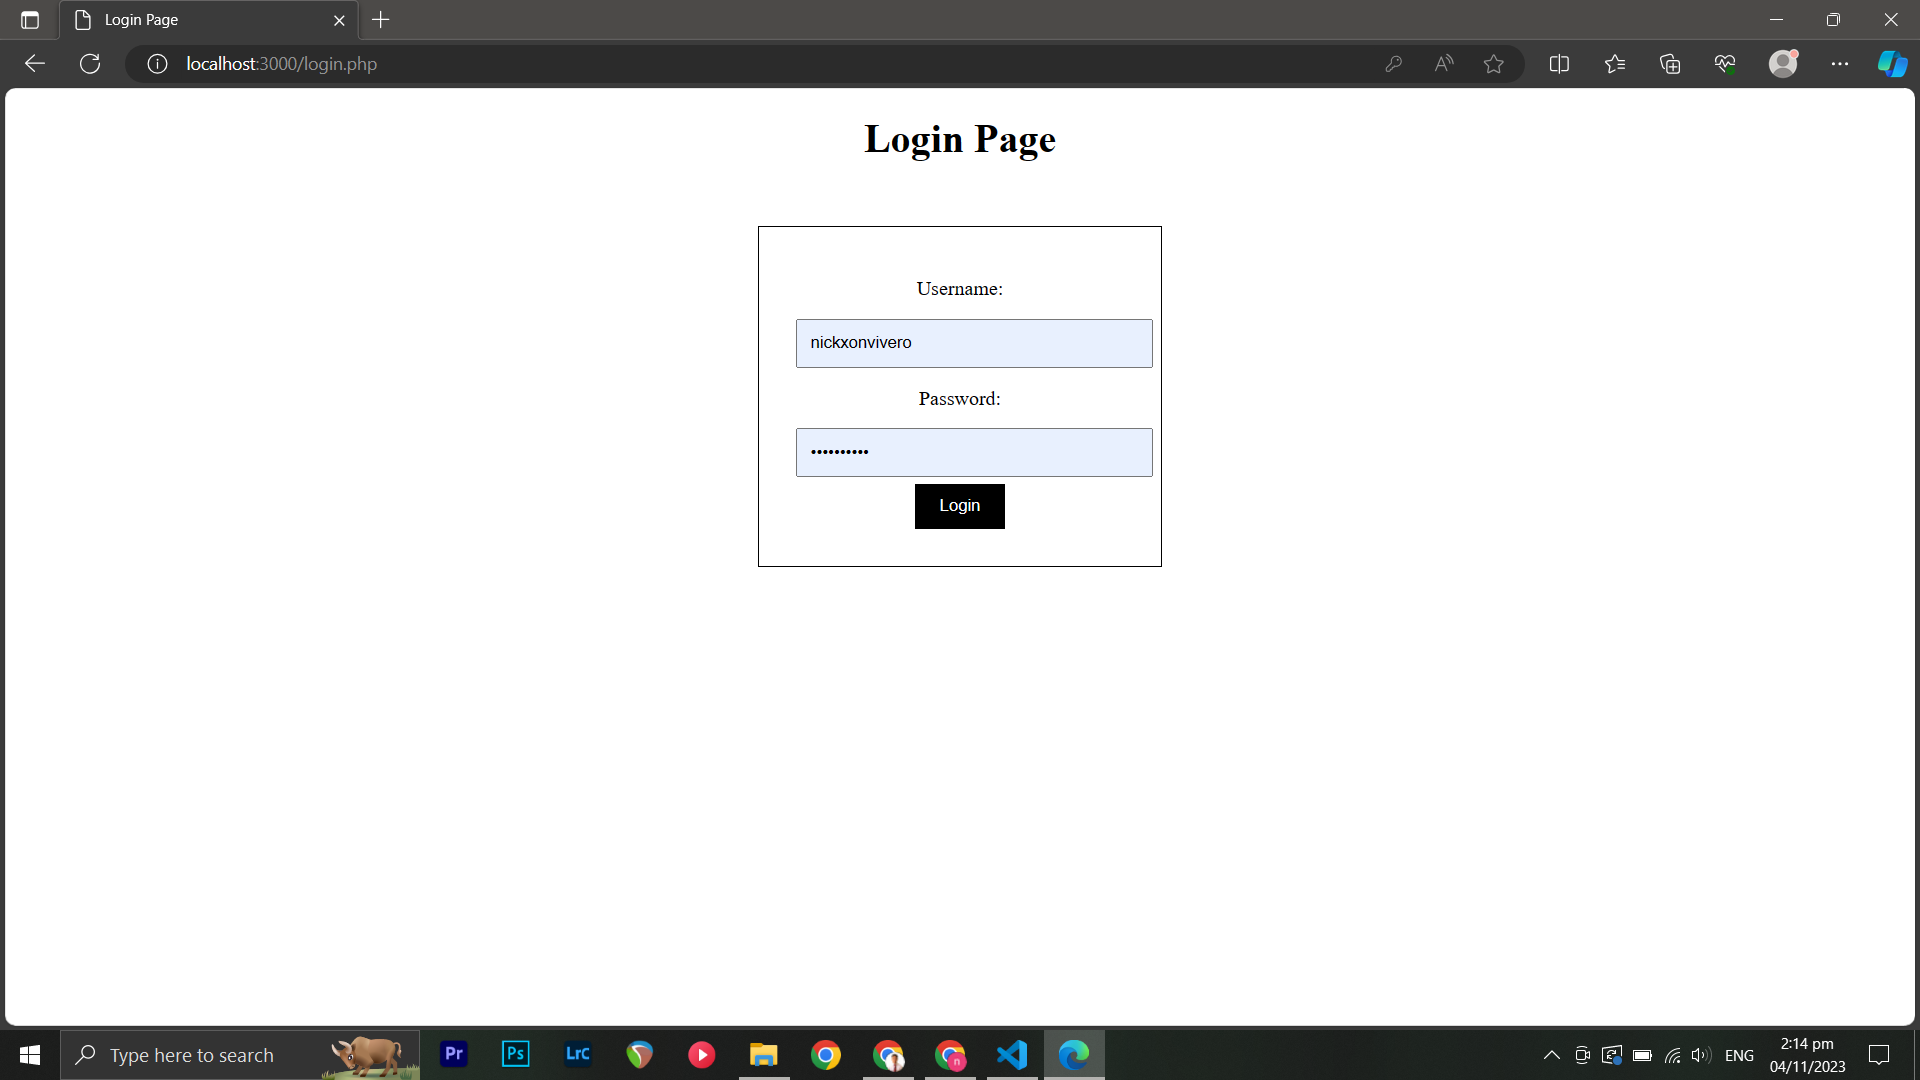 Login Page
localhost:3000/login.php
Login Page
Username:
nickxonvivero
Password:
••••••••••
Login
Type here to search
Pr
Ps
LrC
n
ENG
2:14 pm
04/11/2023